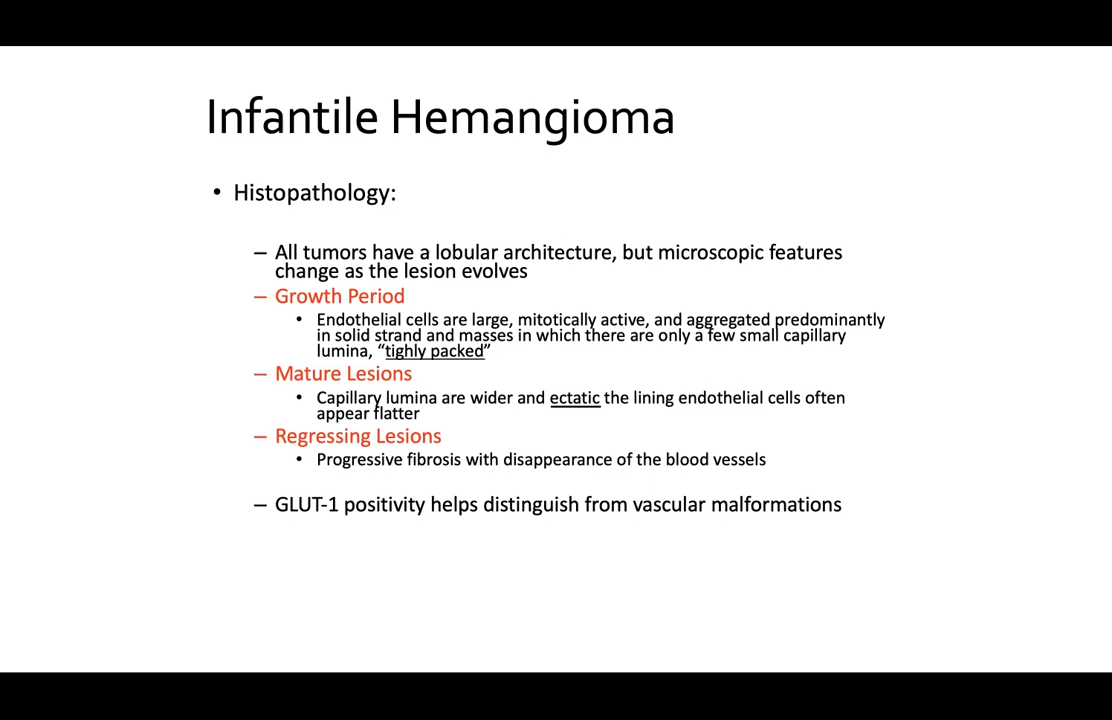 Infantile Hemangioma
• Histopathology:
– All tumors have a lobular architecture, but microscopic features
change as the lesion evolves
– Growth Period
• Endothelial cells are large, mitotically active, and aggregated predominantly
in solid strand and masses in which there are only a few small capillary
lumina, “tighly packed”
– Mature Lesions
• Capillary lumina are wider and ectatic the lining endothelial cells often
appear flatter
– Regressing Lesions
• Progressive fibrosis with disappearance of the blood vessels
– GLUT-1 positivity helps distinguish from vascular malformations